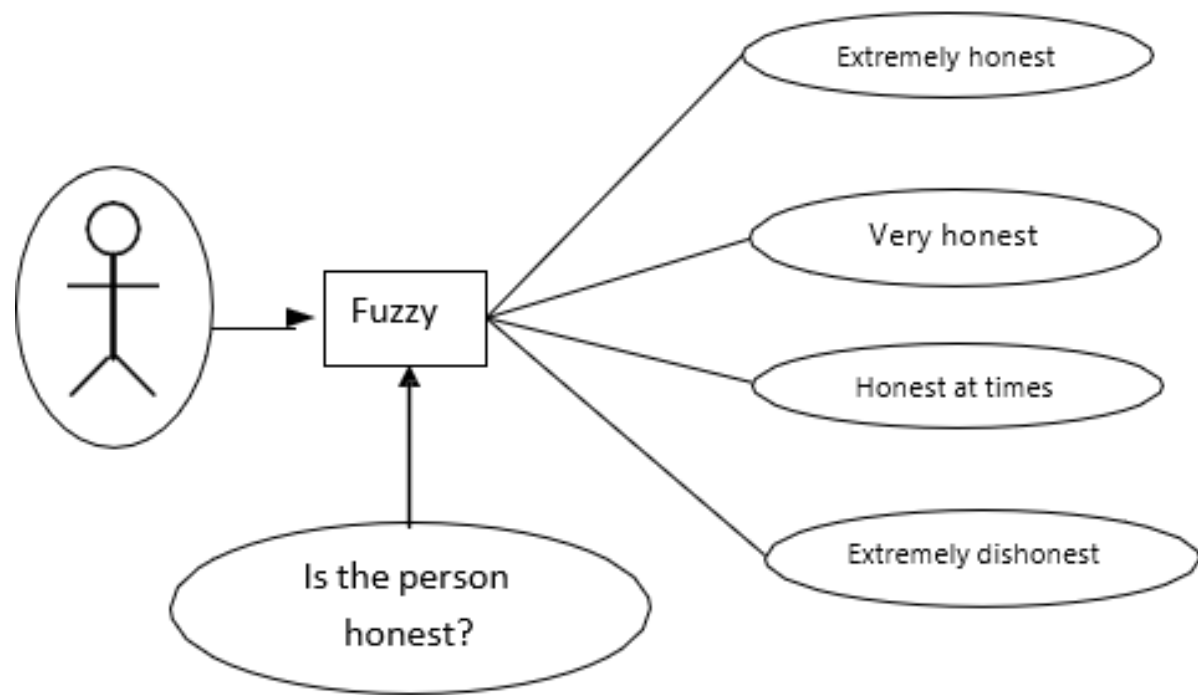 Extremely honest
Very honest
Fuzzy
Honest at times
Extremely dishonest
Is the person
honest?